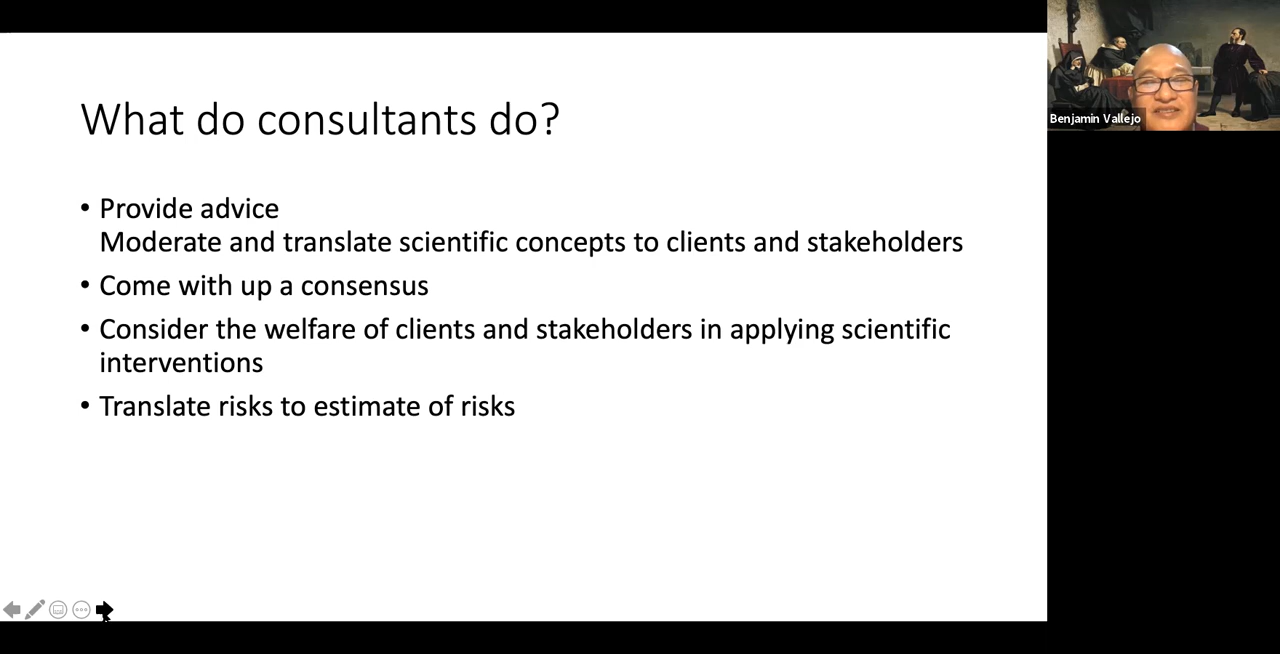 What do consultants do?
• Provide advice
Moderate and translate scientific concepts to clients and stakeholders
• Come with up a consensus
• Consider the welfare of clients and stakeholders in applying scientific
interventions
• Translate risks to estimate of risks
Benjamin Vallejo